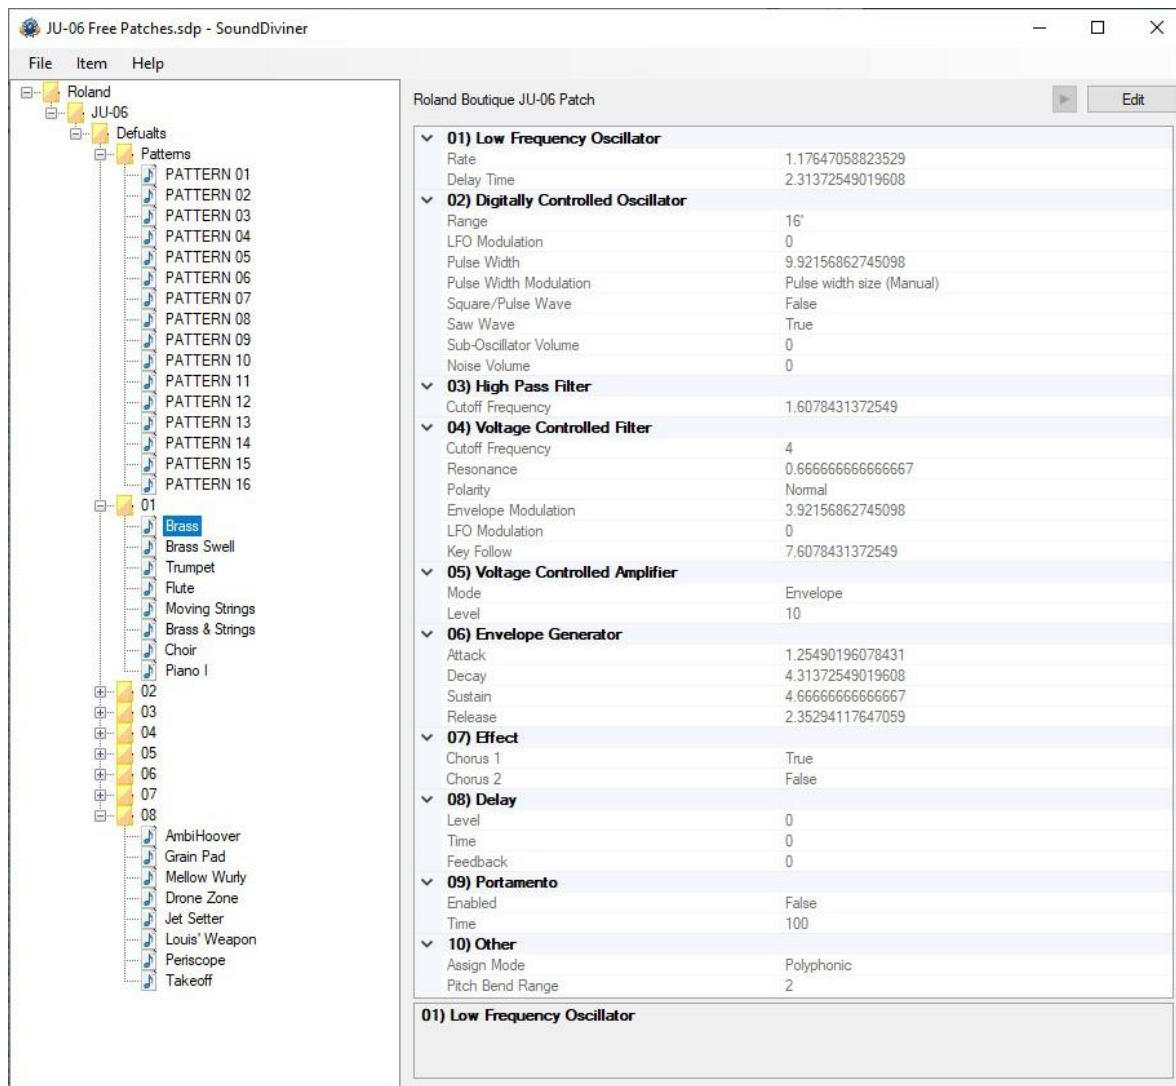 JU-06 Free Patches.sdp - SoundDiviner
File Item Help
Roland
JU-06
Defualts
Patterns
PATTERN 01
PATTERN 02
PATTERN 03
PATTERN 04
PATTERN 05
PATTERN 06
PATTERN 07
PATTERN 08
PATTERN 09
PATTERN 10
PATTERN 11
PATTERN 12
PATTERN 13
PATTERN 14
PATTERN 15
PATTERN 16
01
Brass
Brass Swell
Trumpet
Flute
Moving Strings
Brass & Strings
Choir
Piano I
02
03
04
05
06
07
08
AmbiHoover
Grain Pad
Mellow Wurly
Drone Zone
Jet Setter
Louis' Weapon
Periscope
Takeoff
Roland Boutique JU-06 Patch Edit
01) Low Frequency Oscillator
Rate 1.17647058823529
Delay Time 2.31372549019608
02) Digitally Controlled Oscillator
Range 16'
LFO Modulation 0
Pulse Width 9.92156862745098
Pulse Width Modulation Pulse width size (Manual)
Square/Pulse Wave False
Saw Wave True
Sub-Oscillator Volume 0
Noise Volume 0
03) High Pass Filter
Cutoff Frequency 1.6078431372549
04) Voltage Controlled Filter
Cutoff Frequency 4
Resonance 0.666666666666667
Polarity Normal
Envelope Modulation 3.92156862745098
LFO Modulation 0
Key Follow 7.6078431372549
05) Voltage Controlled Amplifier
Mode Envelope
Level 10
06) Envelope Generator
Attack 1.25490196078431
Decay 4.31372549019608
Sustain 4.66666666666667
Release 2.35294117647059
07) Effect
Chorus 1 True
Chorus 2 False
08) Delay
Level 0
Time 0
Feedback 0
09) Portamento
Enabled False
Time 100
10) Other
Assign Mode Polyphonic
Pitch Bend Range 2
01) Low Frequency Oscillator